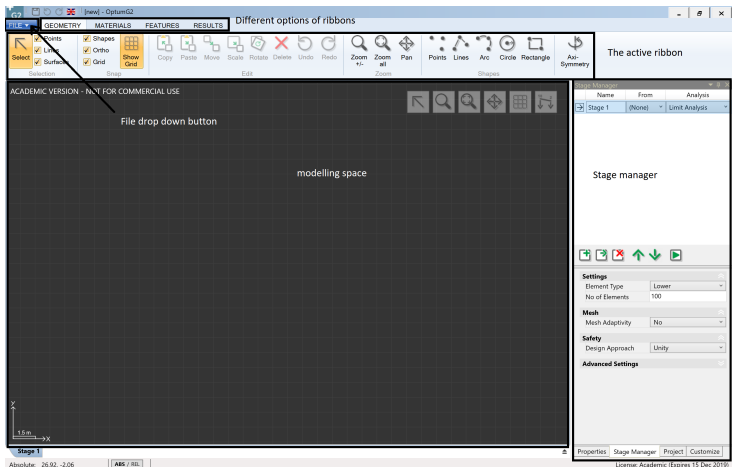 G2 [new] - OptumG2
FILE GEOMETRY MATERIALS FEATURES RESULTS Different options of ribbons
Points Shapes
Lines Ortho
Surfaces Grid
Select Show Grid Copy Paste Move Scale Rotate Delete Undo Redo Zoom +/- Zoom all Pan Points Lines Arc Circle Rectangle Axi-Symmetry The active ribbon
Selection Snap Edit Zoom Shapes
ACADEMIC VERSION - NOT FOR COMMERCIAL USE
File drop down button
modelling space
Stage Manager
Name From Analysis
Stage 1 (None) Limit Analysis
Stage manager
Settings
Element Type Lower
No of Elements 100
Mesh
Mesh Adaptivity No
Safety
Design Approach Unity
Advanced Settings
Y
1.5 m
X
Stage 1
Properties Stage Manager Project Customize
Absolute: 26.92, -2.06 ABS / REL License: Academic (Expires 15 Dec 2019)